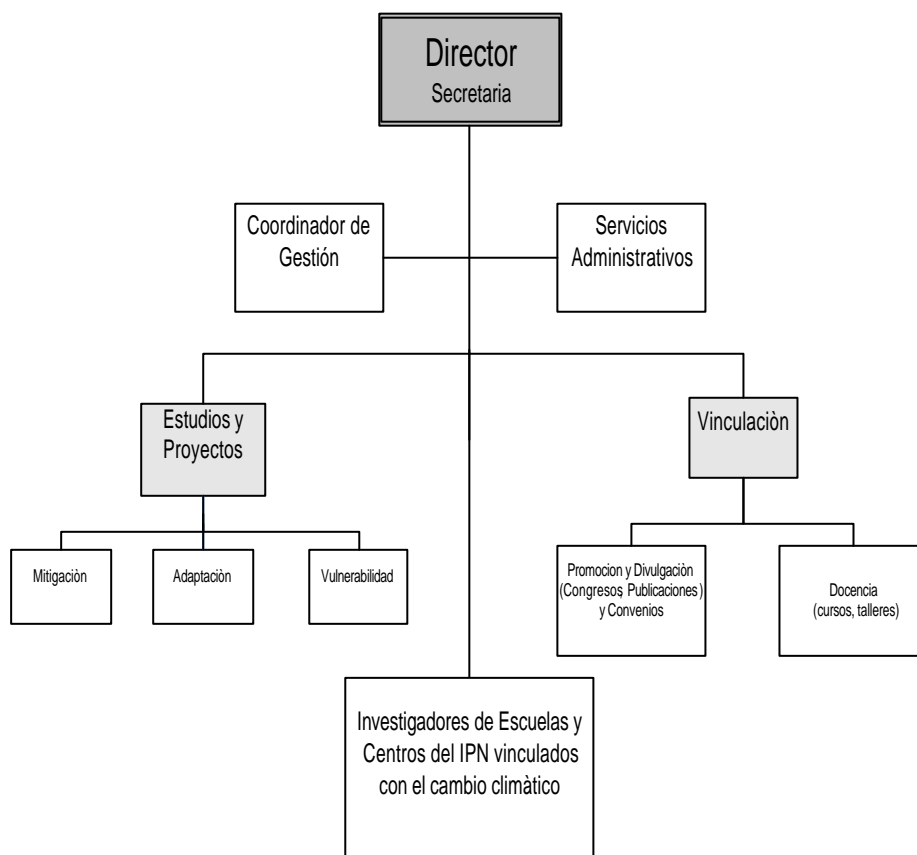 Director
Secretaria
Coordinador de
Gestión
Servicios
Administrativos
Estudios y
Proyectos
Vinculaciòn
Mitigaciòn
Adaptaciòn
Vulnerabilidad
Promocion y Divulgaciòn
(Congresos, Publicaciones)
y Convenios
Docencia
(cursos, talleres)
Investigadores de Escuelas y
Centros del IPN vinculados
con el cambio climàtico